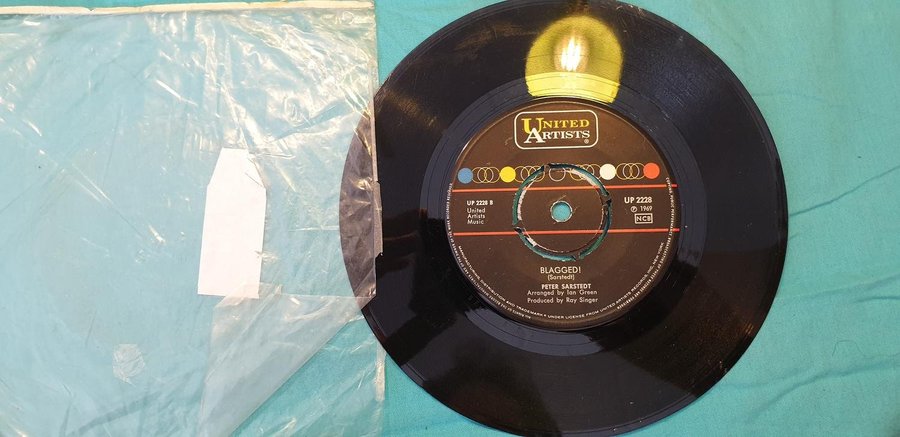 UNITED
ARTISTS
®
UP 2228 B
United
Artists
Music
UP 2228
℗ 1969
NCB
BLAGGED!
(Sarstedt)
PETER SARSTEDT
Arranged by Ian Green
Produced by Ray Singer